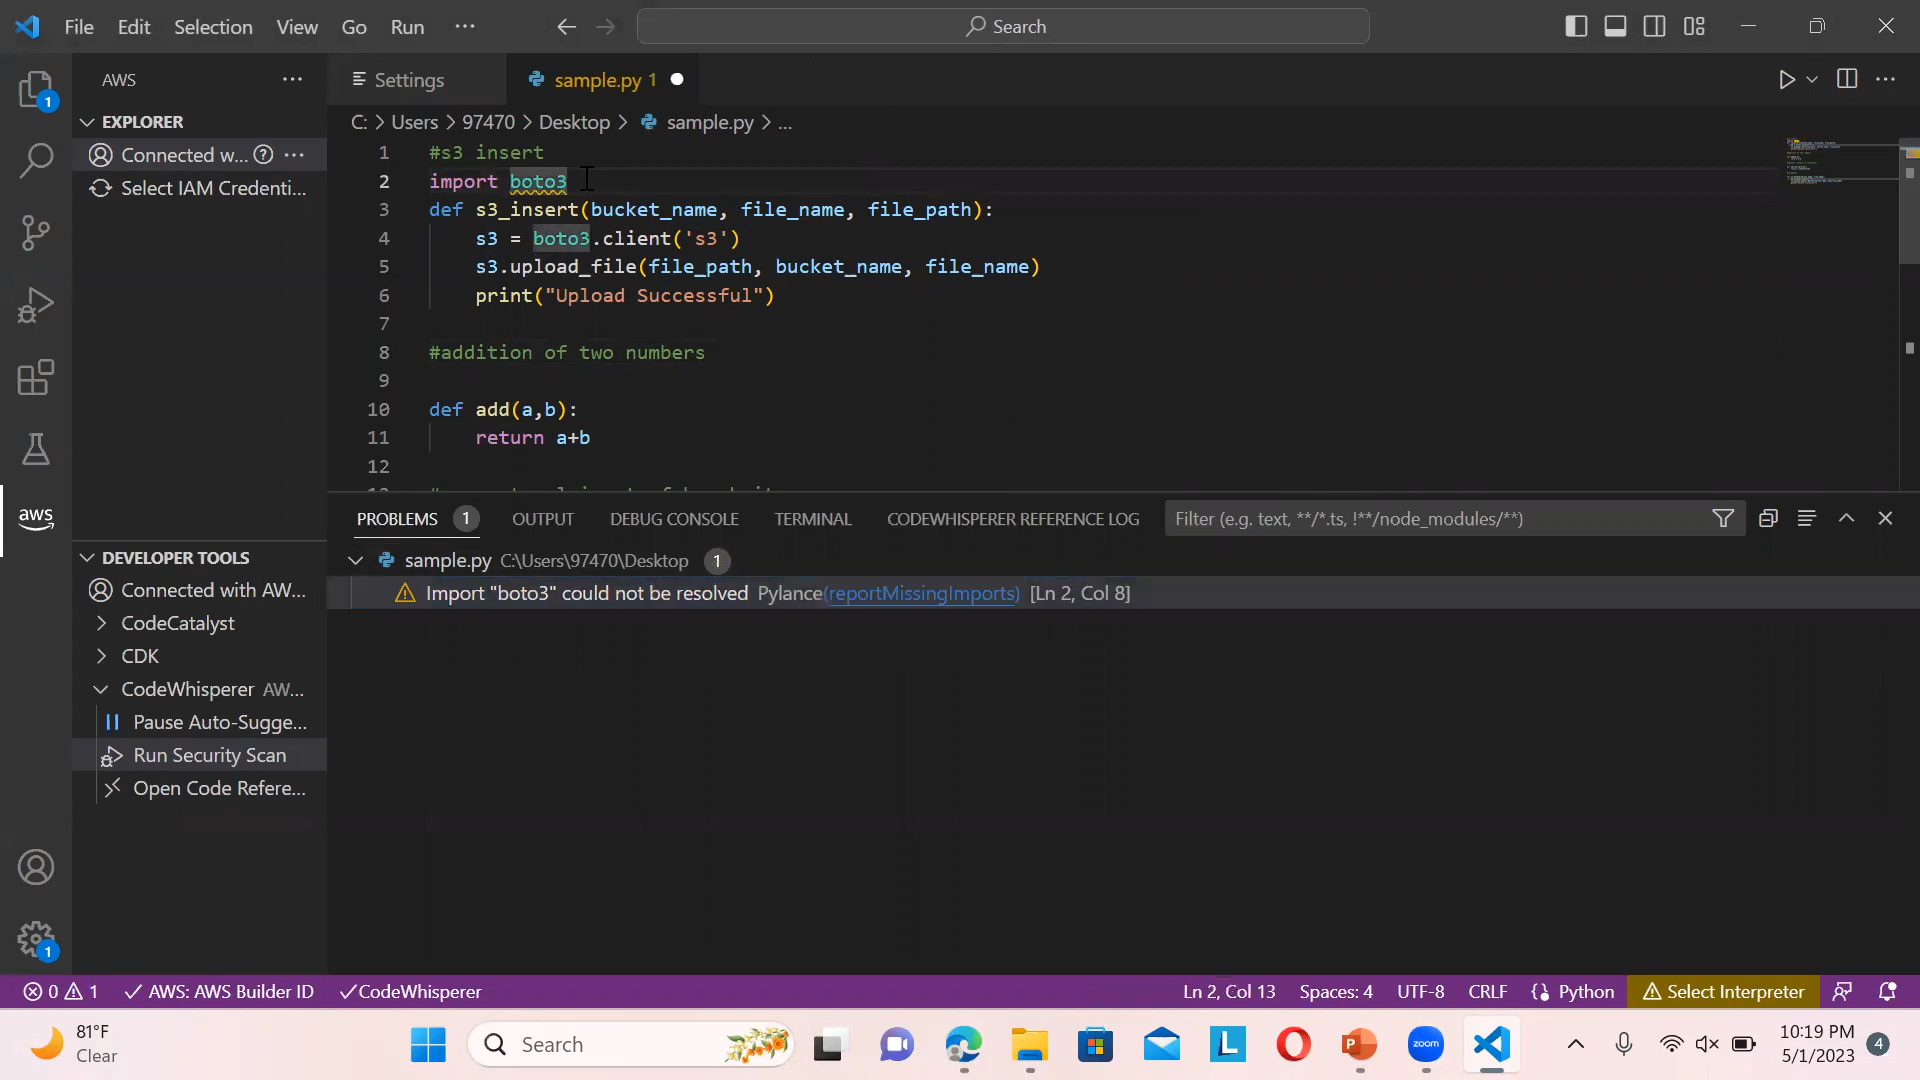 File Edit Selection View Go Run ··· Search
AWS ···
Settings
sample.py 1
EXPLORER
C: > Users > 97470 > Desktop > sample.py > ...
Connected w... ···
Select IAM Credenti...
1 #s3 insert
2 import boto3
3 def s3_insert(bucket_name, file_name, file_path):
4 s3 = boto3.client('s3')
5 s3.upload_file(file_path, bucket_name, file_name)
6 print("Upload Successful")
7
8 #addition of two numbers
9
10 def add(a,b):
11 return a+b
12
aws
PROBLEMS 1 OUTPUT DEBUG CONSOLE TERMINAL CODEWHISPERER REFERENCE LOG Filter (e.g. text, **/*.ts, !**/node_modules/**)
sample.py C:\Users\97470\Desktop 1
Import "boto3" could not be resolved Pylance(reportMissingImports) [Ln 2, Col 8]
DEVELOPER TOOLS
Connected with AW...
CodeCatalyst
CDK
CodeWhisperer AW...
Pause Auto-Sugge...
Run Security Scan
Open Code Refere...
1
1
0 1 AWS: AWS Builder ID CodeWhisperer Ln 2, Col 13 Spaces: 4 UTF-8 CRLF Python Select Interpreter
81°F
Clear
Search
L
P
zoom
10:19 PM
5/1/2023
4